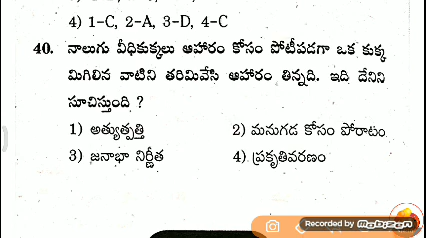 4) 1-C, 2-A, 3-D, 4-C
40. నాలుగు వీధికుక్కలు ఆహారం కోసం పోటీపడగా ఒక కుక్క
మిగిలిన వాటిని తరిమివేసి ఆహారం తిన్నది. ఇది దేనిని
సూచిస్తుంది ?
1) అత్యుత్పత్తి 2) మనుగడ కోసం పోరాటం
3) జనాభా నిర్ణీత 4) ప్రకృతివరణం
Recorded by Mobizen